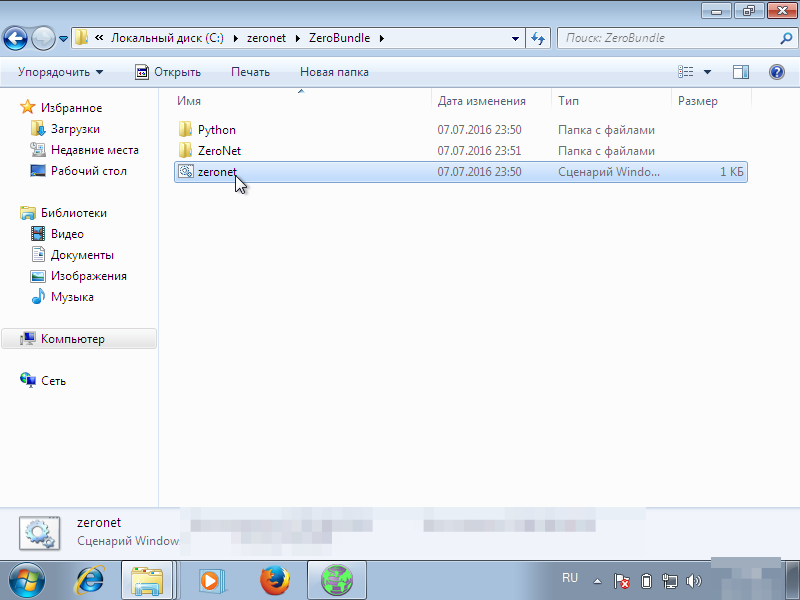 « Локальный диск (C:) ▸ zeronet ▸ ZeroBundle ▸
Поиск: ZeroBundle
Упорядочить Открыть Печать Новая папка
Имя Дата изменения Тип Размер
Python 07.07.2016 23:50 Папка с файлами
ZeroNet 07.07.2016 23:51 Папка с файлами
zeronet 07.07.2016 23:50 Сценарий Windo... 1 КБ
Избранное
Загрузки
Недавние места
Рабочий стол
Библиотеки
Видео
Документы
Изображения
Музыка
Компьютер
Сеть
zeronet
Сценарий Window
RU